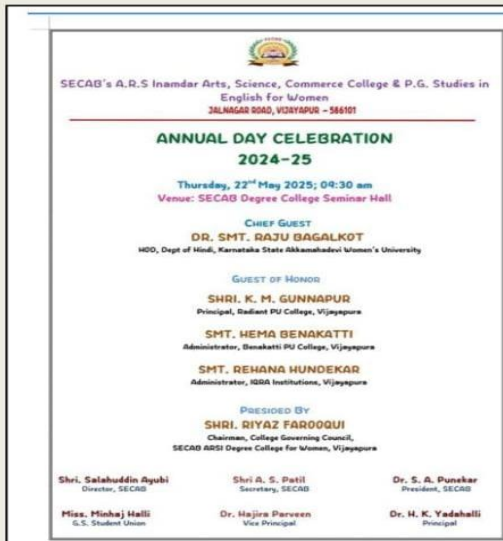 SECAB's A.R.S Inamdar Arts, Science, Commerce College & P.G. Studies in
English for Women
JALNAGAR ROAD, VIJAYAPUR - 586101
ANNUAL DAY CELEBRATION
2024-25
Thursday, 22nd May 2025; 09:30 am
Venue: SECAB Degree College Seminar Hall
CHIEF GUEST
DR. SMT. RAJU BAGALKOT
HOD, Dept of Hindi, Karnataka State Akkamahadevi Women's University
GUEST OF HONOR
SHRI. K. M. GUNNAPUR
Principal, Radiant PU College, Vijayapura
SMT. HEMA BENAKATTI
Administrator, Benakatti PU College, Vijayapura
SMT. REHANA HUNDEKAR
Administrator, IQRA Institutions, Vijayapura
PRESIDED BY
SHRI. RIYAZ FAROOQUI
Chairman, College Governing Council,
SECAB ARSI Degree College for Women, Vijayapura
Shri. Salahuddin Ayubi Shri A. S. Patil Dr. S. A. Punekar
Director, SECAB Secretary, SECAB President, SECAB
Miss. Minhaj Halli Dr. Hajira Parveen Dr. H. K. Yadahalli
G.S. Student Union Vice Principal Principal